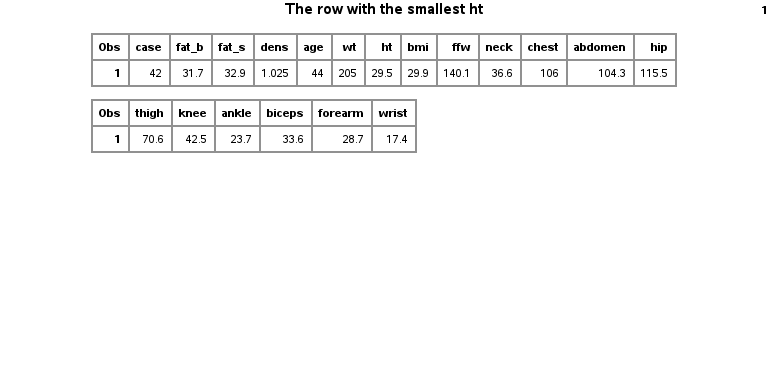 The row with the smallest ht 1
Obs case fat_b fat_s dens age wt ht bmi ffw neck chest abdomen hip
1 42 31.7 32.9 1.025 44 205 29.5 29.9 140.1 36.6 106 104.3 115.5
Obs thigh knee ankle biceps forearm wrist
1 70.6 42.5 23.7 33.6 28.7 17.4